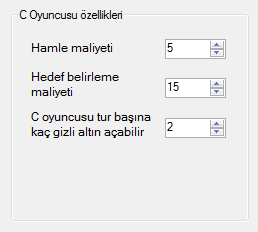 C Oyuncusu özellikleri
Hamle maliyeti
5
Hedef belirleme
maliyeti
15
C oyuncusu tur başına
kaç gizli altın açabilir
2